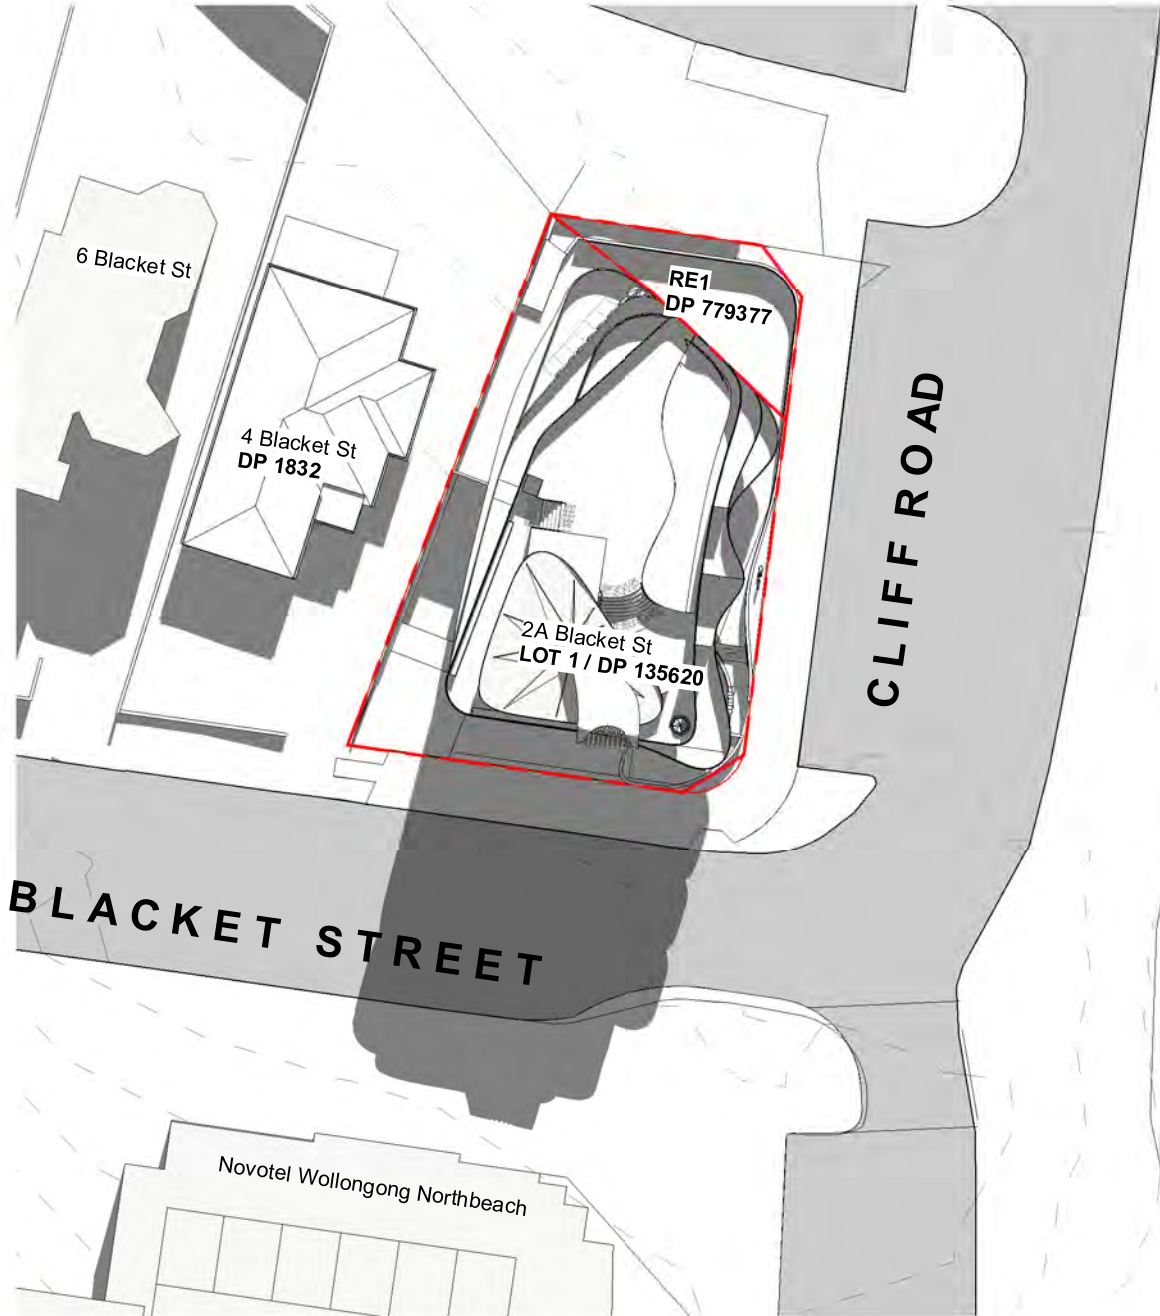 6 Blacket St
RE1
DP 779377
4 Blacket St
DP 1832
CLIFF ROAD
2A Blacket St
LOT 1 / DP 135620
BLACKET STREET
Novotel Wollongong Northbeach